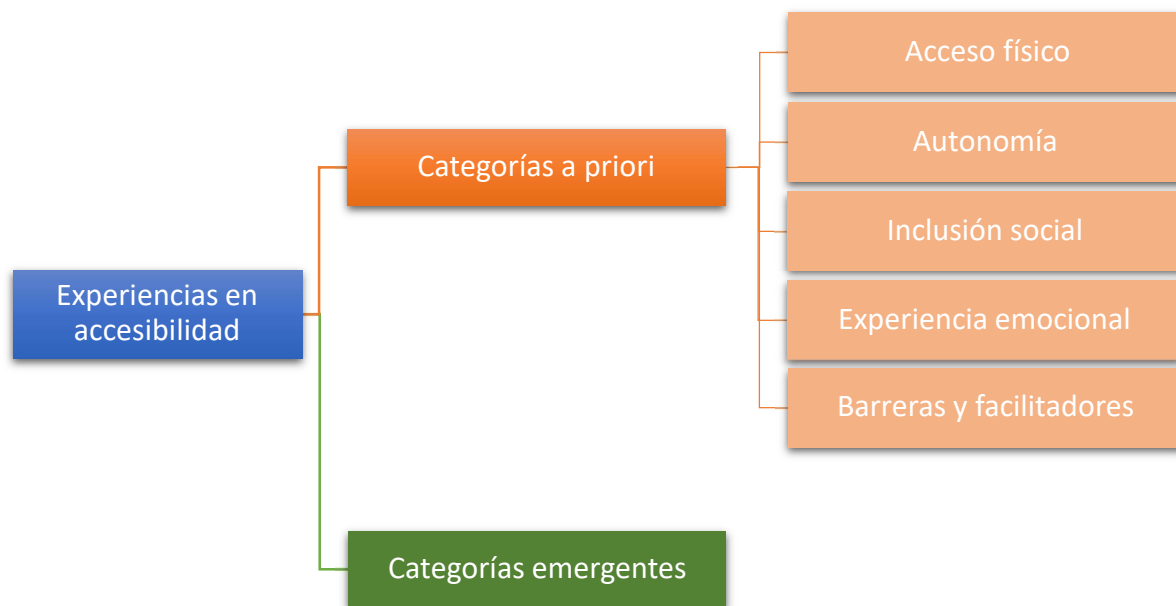 Experiencias en
accesibilidad
Categorías a priori
Acceso físico
Autonomía
Inclusión social
Experiencia emocional
Barreras y facilitadores
Categorías emergentes